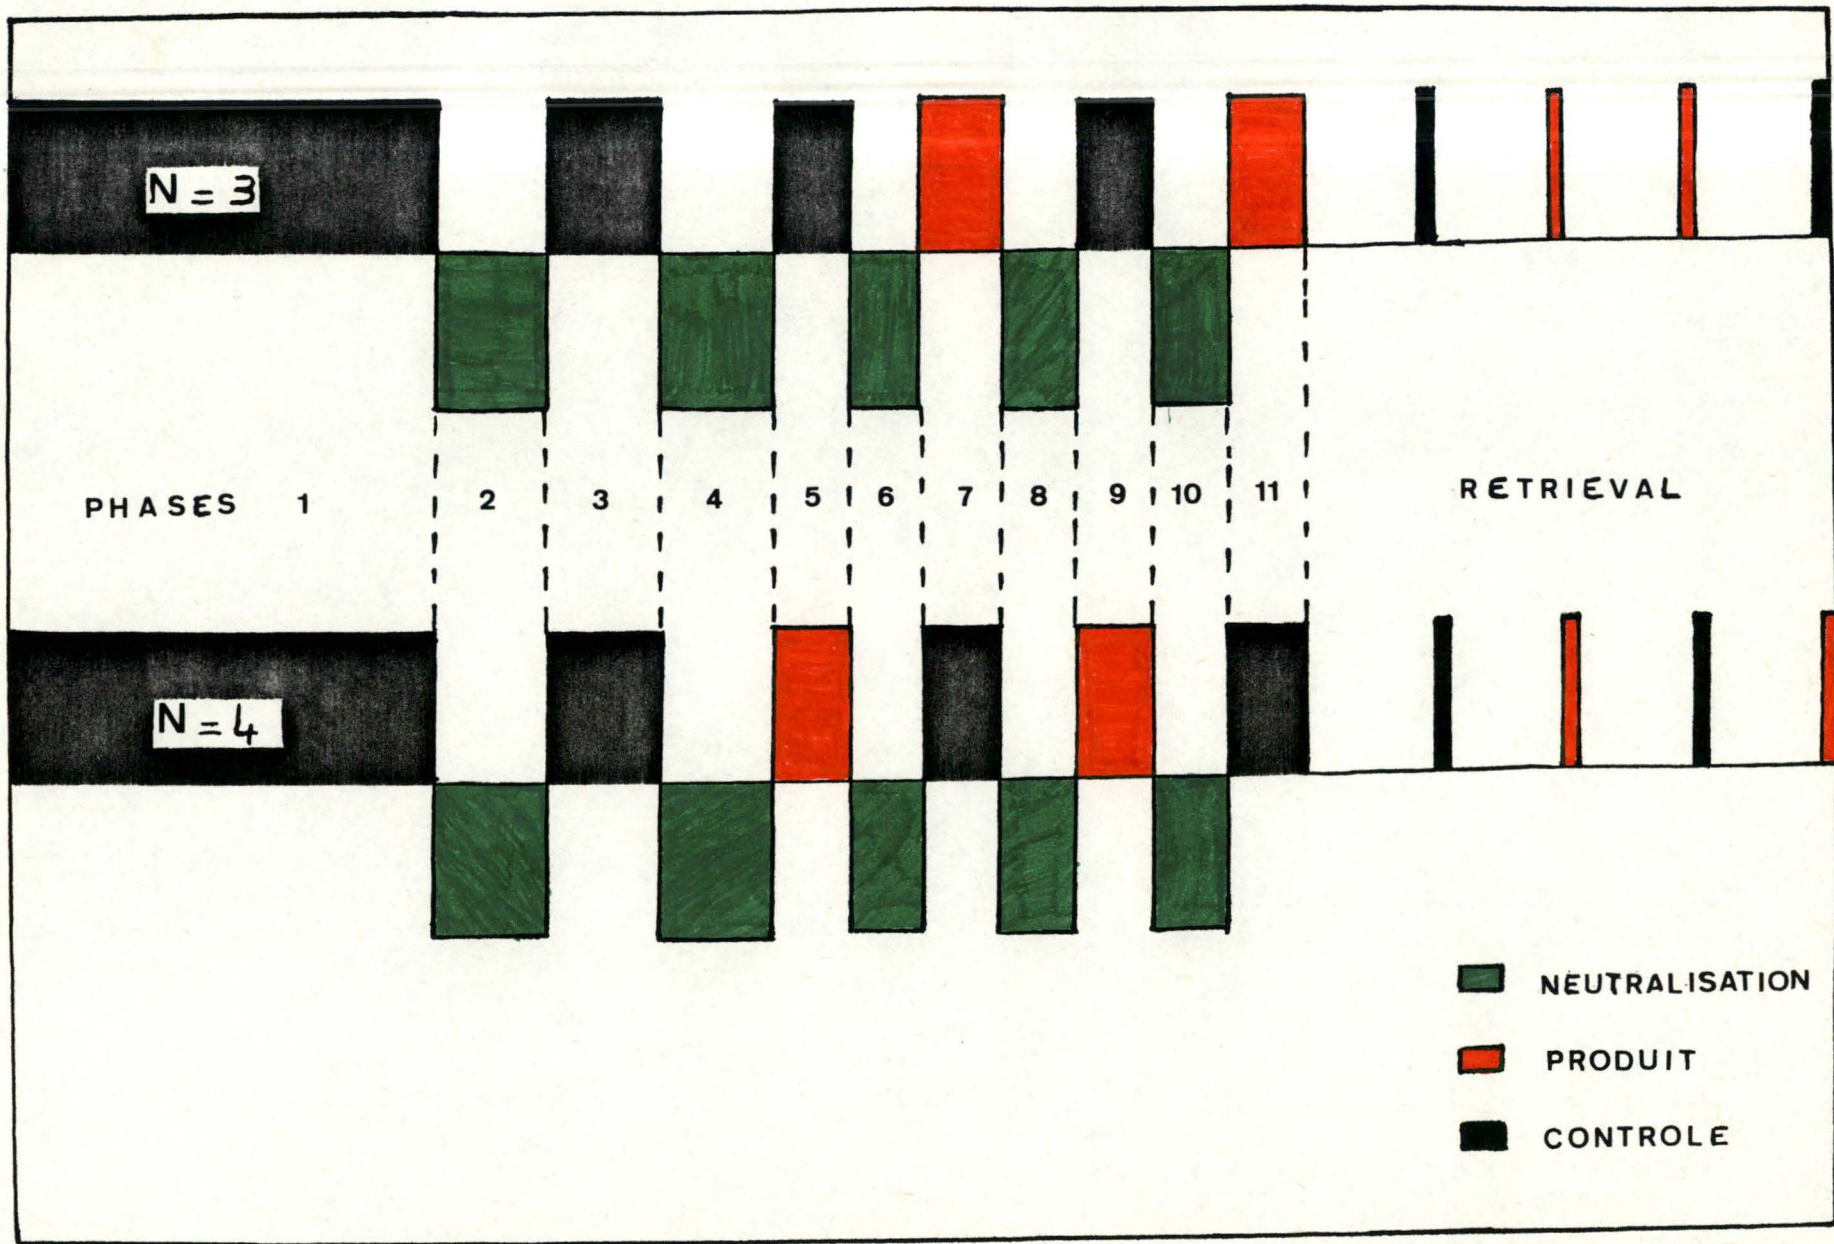 N = 3
PHASES 1 2 3 4 5 6 7 8 9 10 11 RETRIEVAL
N = 4
NEUTRALISATION
PRODUIT
CONTROLE